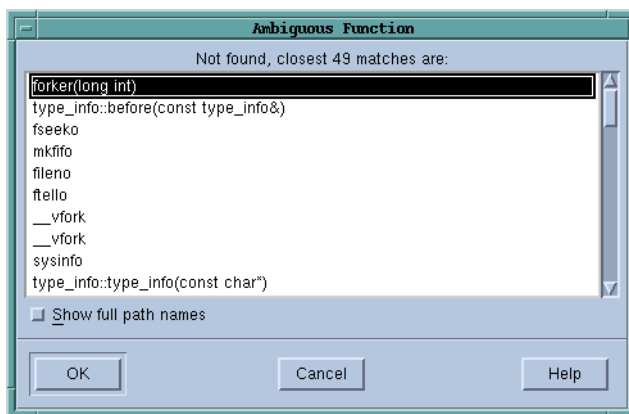 Ambiguous Function
Not found, closest 49 matches are:
forker(long int)
type_info::before(const type_info&)
fseeko
mkfifo
fileno
ftello
__vfork
__vfork
sysinfo
type_info::type_info(const char*)
Show full path names
OK
Cancel
Help